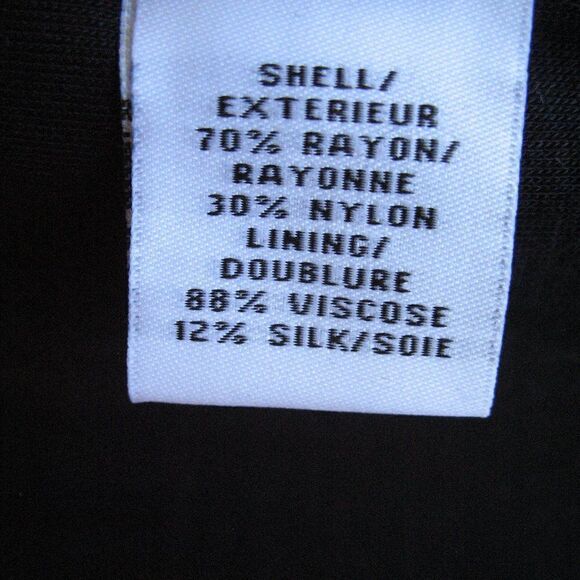 SHELL/
EXTERIEUR
70% RAYON/
RAYONNE
30% NYLON
LINING/
DOUBLURE
88% VISCOSE
12% SILK/SOIE